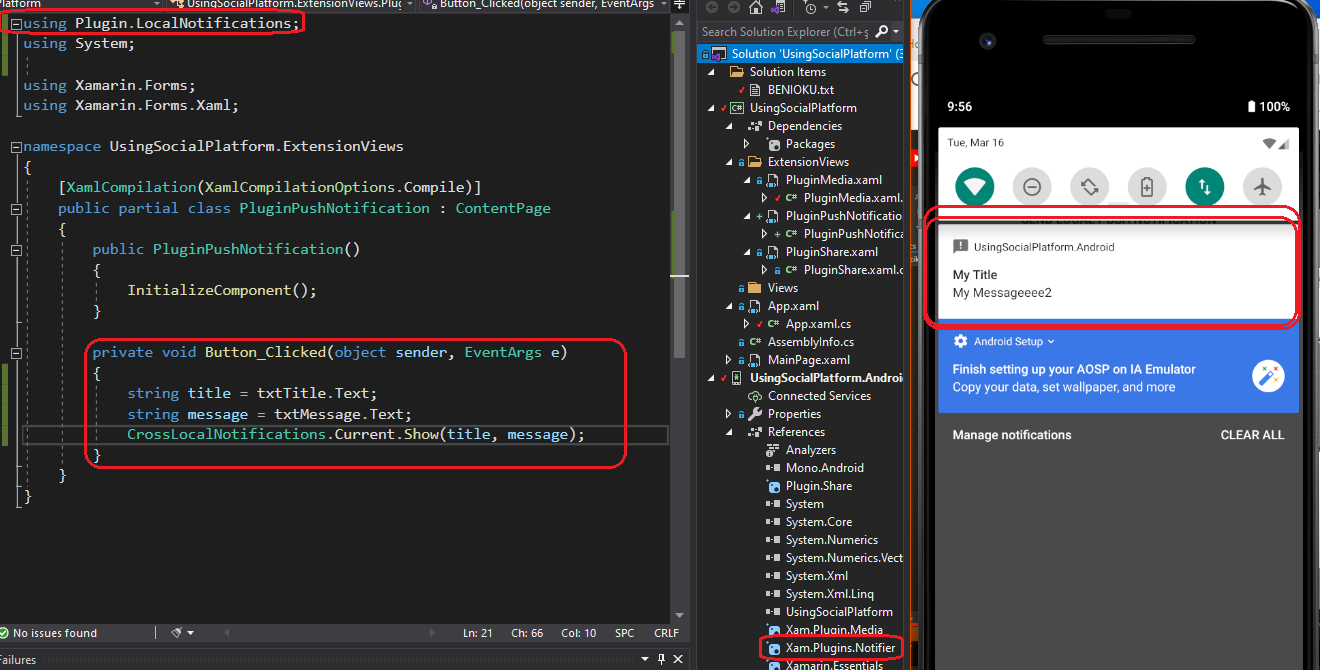 UsingSocialPlatform.ExtensionViews.Plug
Button_Clicked(object sender, EventArgs
using Plugin.LocalNotifications;
using System;
using Xamarin.Forms;
using Xamarin.Forms.Xaml;
namespace UsingSocialPlatform.ExtensionViews
{
[XamlCompilation(XamlCompilationOptions.Compile)]
public partial class PluginPushNotification : ContentPage
{
public PluginPushNotification()
{
InitializeComponent();
}
private void Button_Clicked(object sender, EventArgs e)
{
string title = txtTitle.Text;
string message = txtMessage.Text;
CrossLocalNotifications.Current.Show(title, message);
}
}
}
No issues found
Ln: 21 Ch: 66 Col: 10 SPC CRLF
ailures
Search Solution Explorer (Ctrl+ş
Solution 'UsingSocialPlatform' (3
Solution Items
BENIOKU.txt
UsingSocialPlatform
Dependencies
Packages
ExtensionViews
PluginMedia.xaml
PluginMedia.xaml.
PluginPushNotificatio
PluginPushNotifica
PluginShare.xaml
PluginShare.xaml.c
Views
App.xaml
App.xaml.cs
AssemblyInfo.cs
MainPage.xaml
UsingSocialPlatform.Androi
Connected Services
Properties
References
Analyzers
Mono.Android
Plugin.Share
System
System.Core
System.Numerics
System.Numerics.Vect
System.Xml
System.Xml.Linq
UsingSocialPlatform
Xam.Plugin.Media
Xam.Plugins.Notifier
Xamarin.Essentials
9:56 100%
Tue, Mar 16
UsingSocialPlatform.Android
My Title
My Messageeee2
Android Setup
Finish setting up your AOSP on IA Emulator
Copy your data, set wallpaper, and more
Manage notifications CLEAR ALL